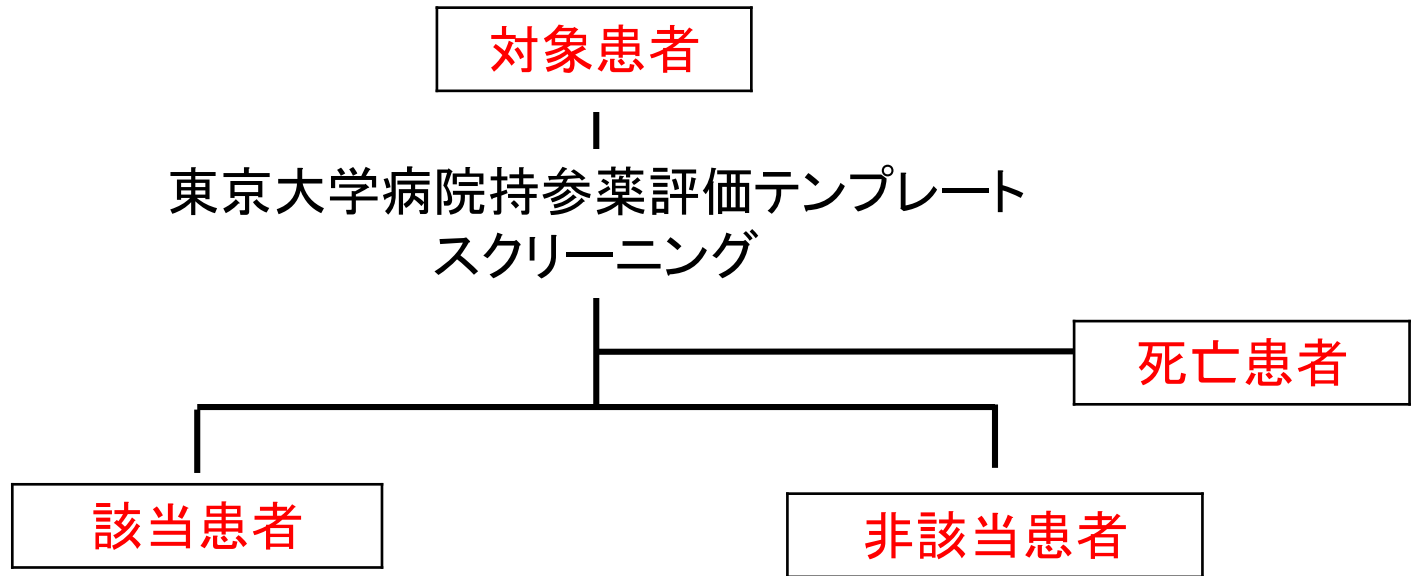 対象患者
東京大学病院持参薬評価テンプレート
スクリーニング
死亡患者
該当患者
非該当患者